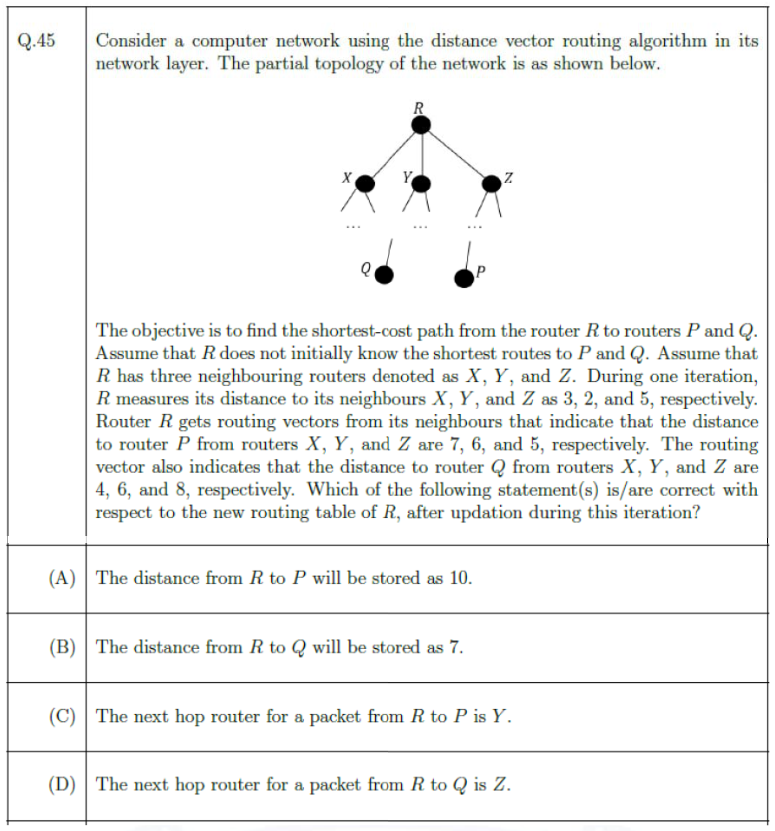 Q.45
Consider a computer network using the distance vector routing algorithm in its
network layer. The partial topology of the network is as shown below.
R
X
Y
Z
...
...
...
Q
P
The objective is to find the shortest-cost path from the router R to routers P and Q.
Assume that R does not initially know the shortest routes to P and Q. Assume that
R has three neighbouring routers denoted as X, Y, and Z. During one iteration,
R measures its distance to its neighbours X, Y, and Z as 3, 2, and 5, respectively.
Router R gets routing vectors from its neighbours that indicate that the distance
to router P from routers X, Y, and Z are 7, 6, and 5, respectively. The routing
vector also indicates that the distance to router Q from routers X, Y, and Z are
4, 6, and 8, respectively. Which of the following statement(s) is/are correct with
respect to the new routing table of R, after updation during this iteration?
(A) The distance from R to P will be stored as 10.
(B) The distance from R to Q will be stored as 7.
(C) The next hop router for a packet from R to P is Y.
(D) The next hop router for a packet from R to Q is Z.